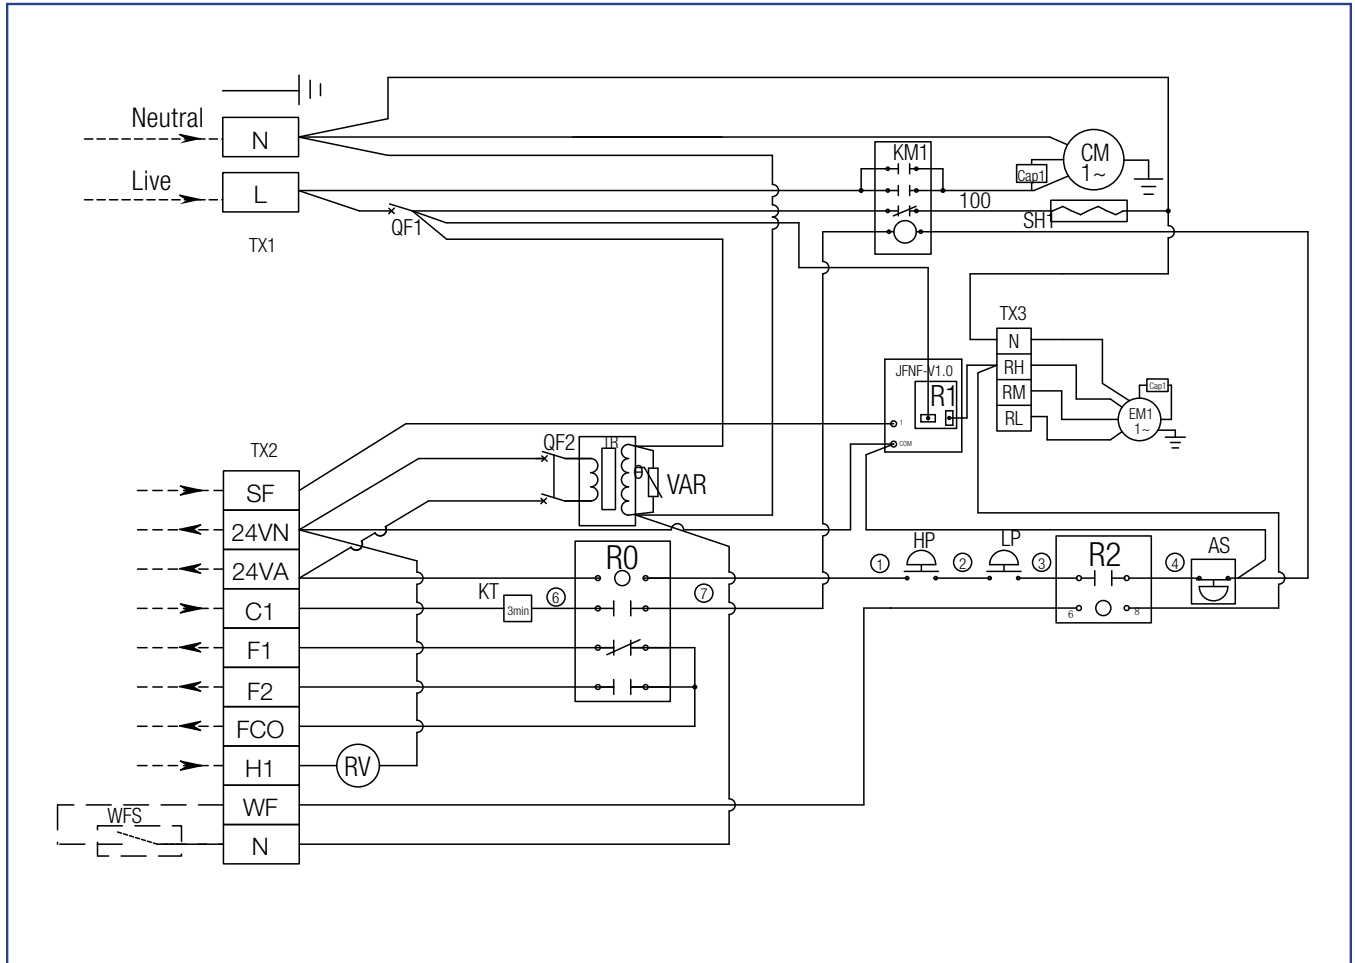 Neutral
N
Live
L
TX1
QF1
KM1
CM
1~
Cap1
100
SH1
TX3
N
RH
RM
RL
JFNF-V1.0
R1
1
COM
Cap1
EM1
1~
TX2
QF2
TR
θ
VAR
SF
24VN
24VA
C1
F1
F2
FCO
H1
WF
N
KT
3min
6
R0
7
1
HP
2
LP
3
R2
4
AS
6
8
RV
WFS